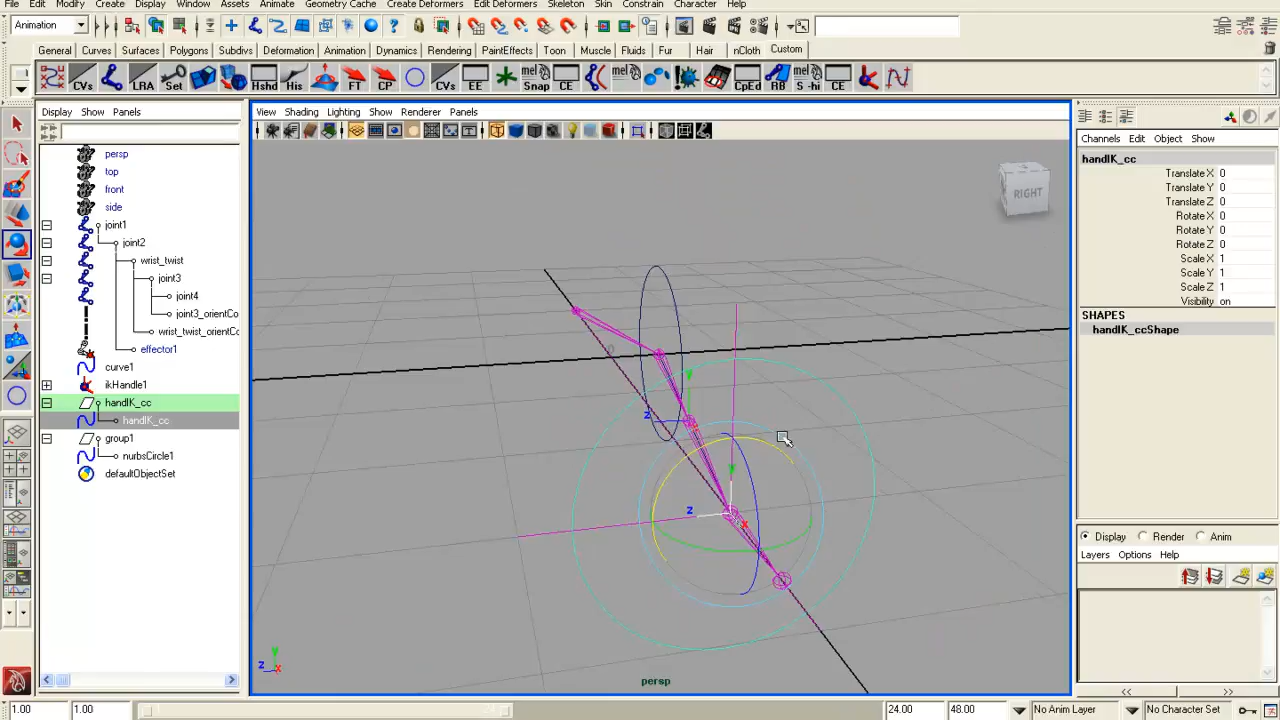 File Edit Modify Create Display Window Assets Animate Geometry Cache Create Deformers Edit Deformers Skeleton Skin Constraint Character Help
Animation
General Curves Surfaces Polygons Subdivs Deformation Animation Dynamics Rendering PaintEffects Toon Muscle Fluids Fur Hair nCloth Custom
CVs LRA Set Hshd His FT CP CVs EE mel Snap CE mel CpEd RB mel S -hi CE
Display Show Panels
View Shading Lighting Show Renderer Panels
Channels Edit Object Show
persp
top
front
side
joint1
joint2
wrist_twist
joint3
joint4
joint3_orientCo
wrist_twist_orientCo
effector1
curve1
ikHandle1
handIK_cc
handIK_cc
group1
nurbsCircle1
defaultObjectSet
RIGHT
y
z
y
z
x
y
z
x
persp
handIK_cc
Translate X 0
Translate Y 0
Translate Z 0
Rotate X 0
Rotate Y 0
Rotate Z 0
Scale X 1
Scale Y 1
Scale Z 1
Visibility on
SHAPES
handIK_ccShape
Display Render Anim
Layers Options Help
<< >>
1.00 1.00 24.00 48.00 No Anim Layer No Character Set